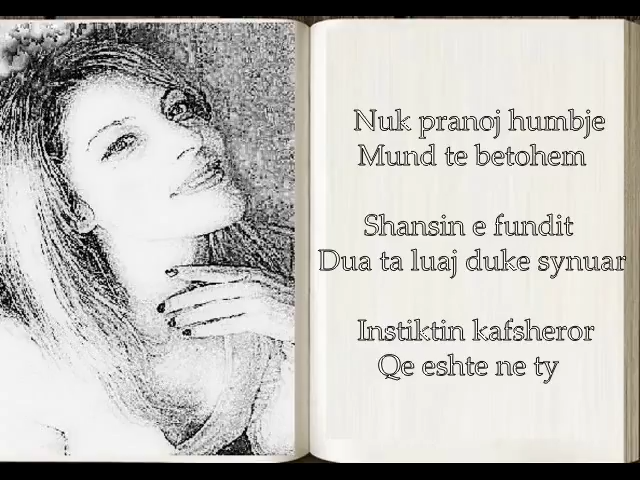 Nuk pranoj humbje
Mund te betohem
Shansin e fundit
Dua ta luaj duke synuar
Instiktin kafsheror
Qe eshte ne ty